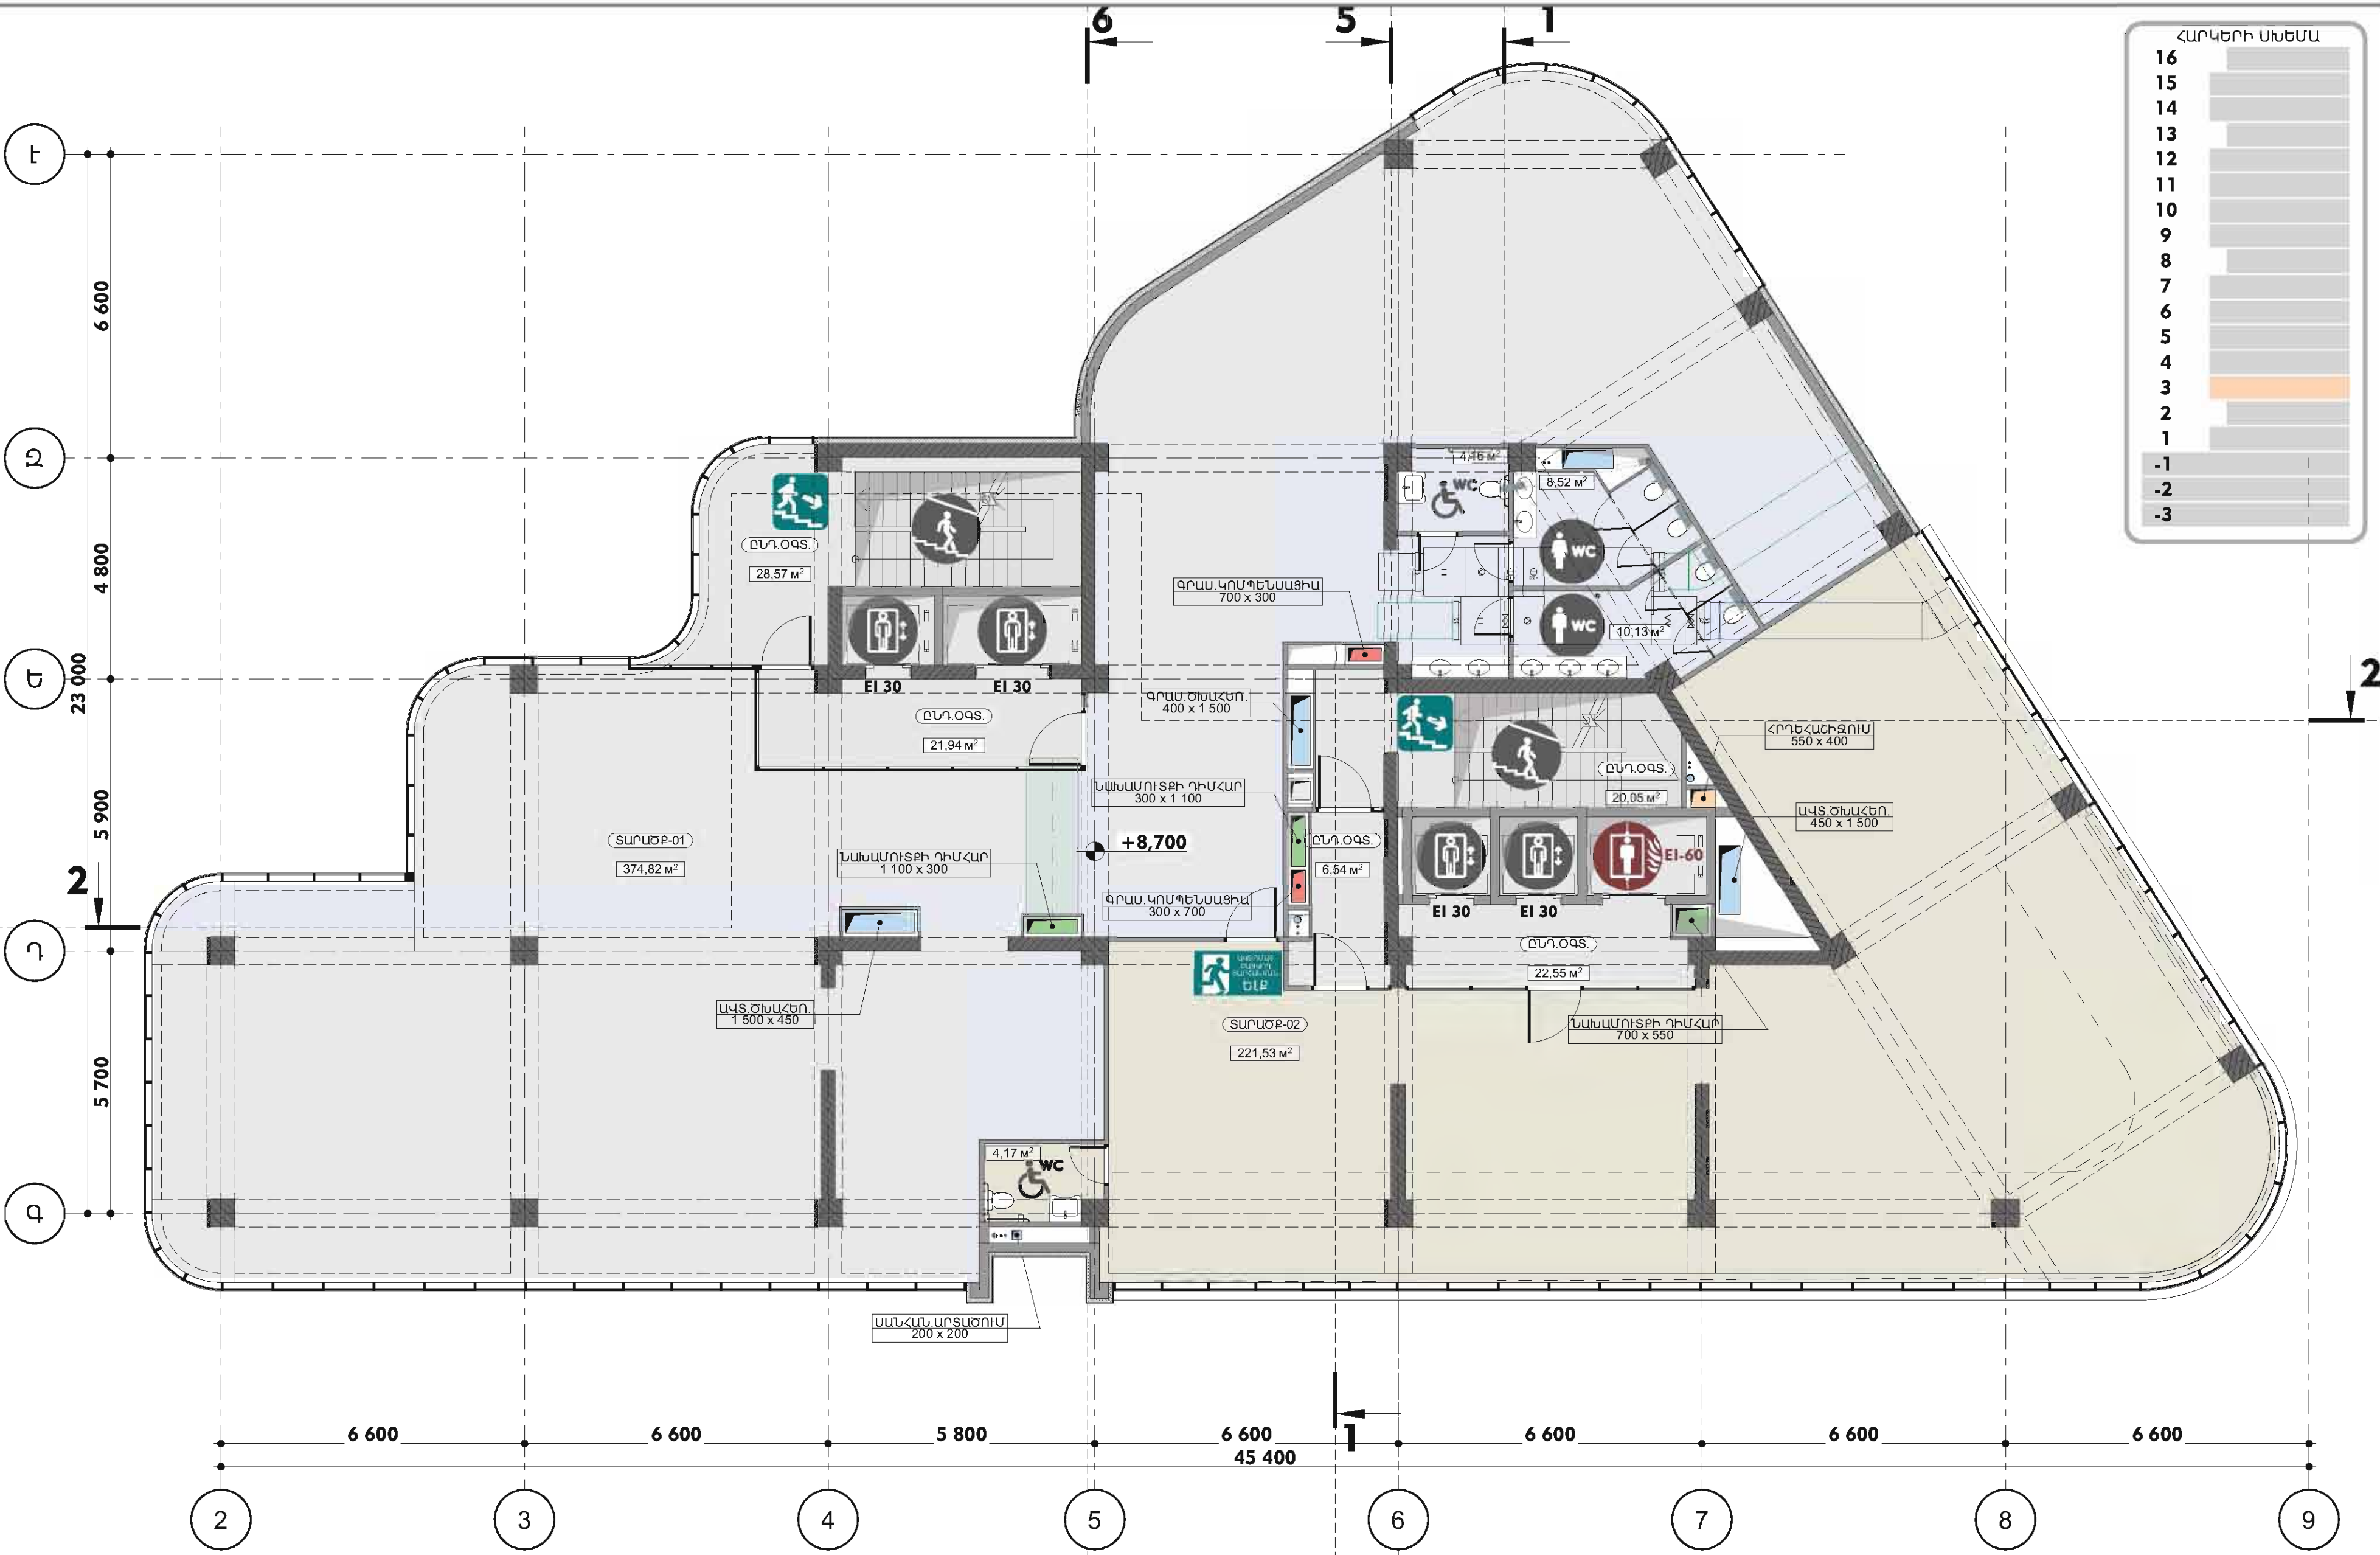 6
5
1
ՀԱՐԿԵՐԻ ՍԽԵՄԱ
16
15
14
13
12
11
10
9
8
7
6
5
4
3
2
1
-1
-2
-3
Է
Զ
Ե
Դ
Գ
6 600
4 800
23 000
5 900
5 700
4,16 м²
WC
8,52 м²
WC
WC
10,13 м²
ԸՆԴ.ՕԳՏ.
28,57 м²
ԳՐԱՍ.ԿՈՄՊԵՆՍԱՑԻԱ
700 x 300
EI 30
EI 30
ԸՆԴ.ՕԳՏ.
21,94 м²
ԳՐԱՍ.ԾԽԱՀԵՌ.
400 x 1 500
2
ՀՐԴԵՀԱՇԻՋՈՒՄ
550 x 400
ԸՆԴ.ՕԳՏ.
20,05 м²
ՆԱԽԱՄՈՒՏՔԻ ԴԻՄՀԱՐ
300 x 1 100
ԱՎՏ.ԾԽԱՀԵՌ.
450 x 1 500
ՏԱՐԱԾՔ-01
374,82 м²
+8,700
ԸՆԴ.ՕԳՏ.
6,54 м²
EI-60
ՆԱԽԱՄՈՒՏՔԻ ԴԻՄՀԱՐ
1 100 x 300
2
ԳՐԱՍ.ԿՈՄՊԵՆՍԱՑԻԱ
300 x 700
EI 30
EI 30
ԸՆԴ.ՕԳՏ.
22,55 м²
ԵԼՔ
ԱՎՏ.ԾԽԱՀԵՌ.
1 500 x 450
ՏԱՐԱԾՔ-02
221,53 м²
ՆԱԽԱՄՈՒՏՔԻ ԴԻՄՀԱՐ
700 x 550
4,17 м²
WC
ՍԱՆՀԱՆ.ԱՐՏԱԾՈՒՄ
200 x 200
1
6 600
6 600
5 800
6 600
6 600
6 600
6 600
45 400
2
3
4
5
6
7
8
9